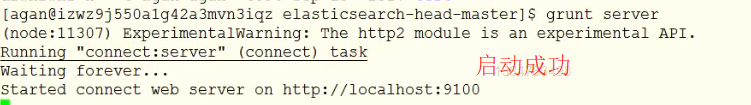 [agan@izwz9j550a1g42a3mvn3iqz elasticsearch-head-master]$ grunt server
(node:11307) ExperimentalWarning: The http2 module is an experimental API.
Running "connect:server" (connect) task
Waiting forever...
启动成功
Started connect web server on http://localhost:9100